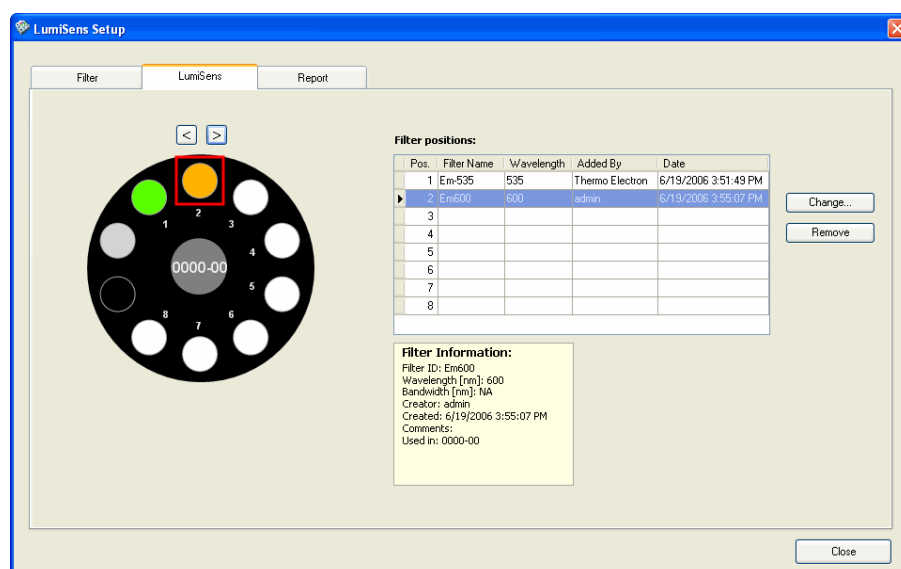 LumiSens Setup
Filter LumiSens Report
< >
Filter positions:
Pos. Filter Name Wavelength Added By Date
1 Em-535 535 Thermo Electron 6/19/2006 3:51:49 PM
2 Em600 600 admin 6/19/2006 3:55:07 PM
3
4
5
6
7
8
Change...
Remove
1
2
3
4
5
6
7
8
0000-00
Filter Information:
Filter ID: Em600
Wavelength [nm]: 600
Bandwidth [nm]: NA
Creator: admin
Created: 6/19/2006 3:55:07 PM
Comments:
Used in: 0000-00
Close